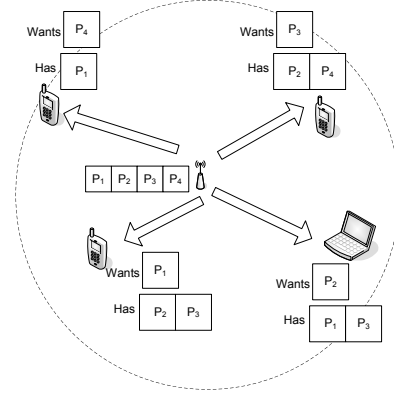 Wants P₄
Has P₁
Wants P₃
Has P₂ P₄
P₁ P₂ P₃ P₄
Wants P₁
Has P₂ P₃
Wants P₂
Has P₁ P₃